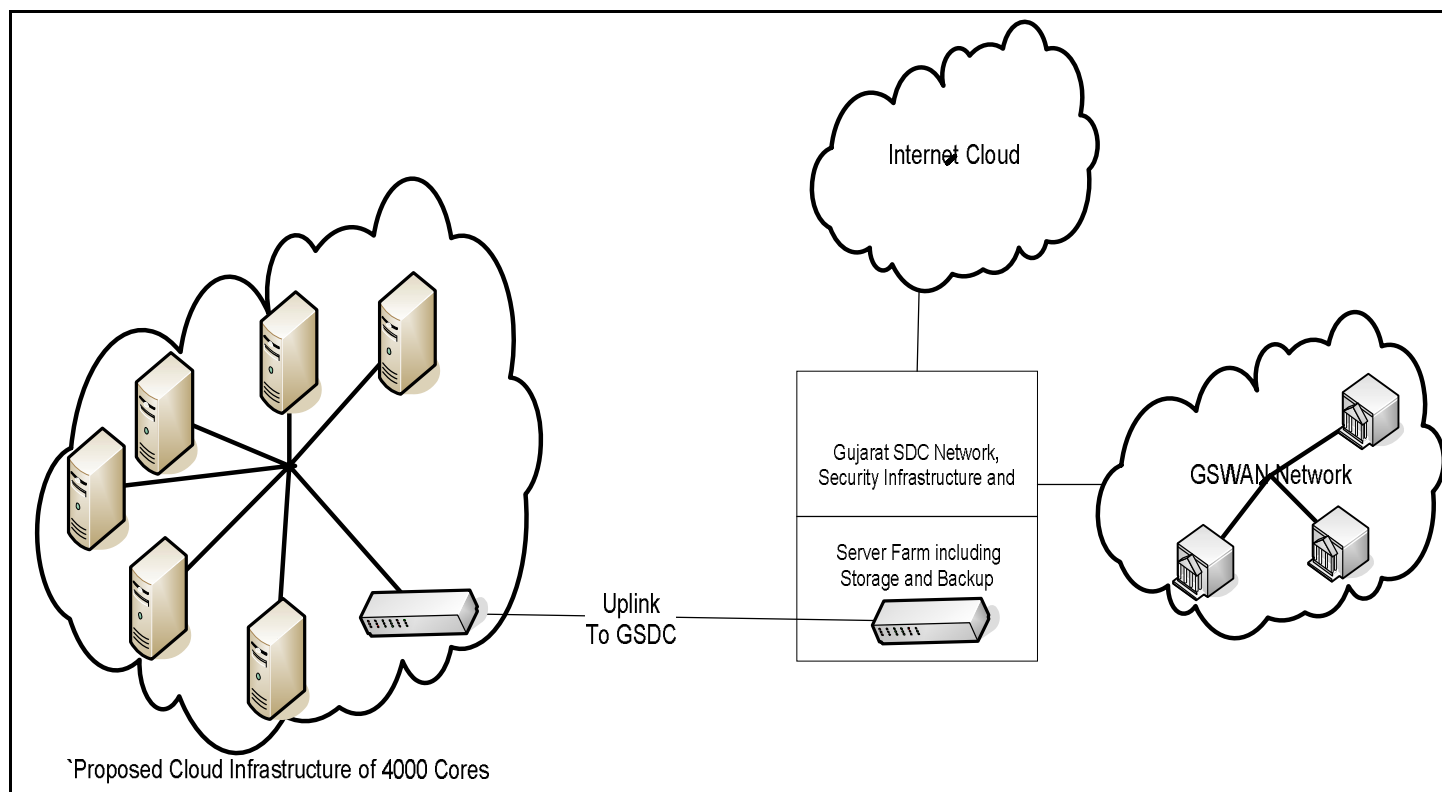 Internet Cloud
Gujarat SDC Network,
Security Infrastructure and
GSWAN Network
Server Farm including
Storage and Backup
Uplink
To GSDC
`Proposed Cloud Infrastructure of 4000 Cores